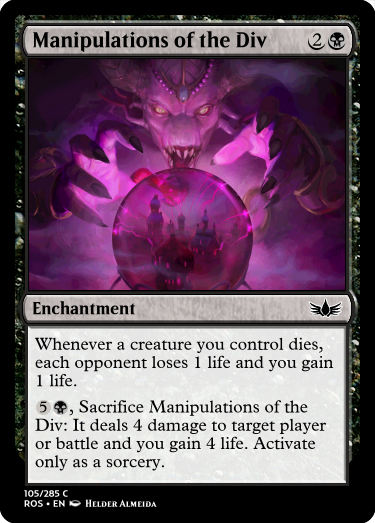 Manipulations of the Div 2
Enchantment
Whenever a creature you control dies,
each opponent loses 1 life and you gain
1 life.
5 , Sacrifice Manipulations of the
Div: It deals 4 damage to target player
or battle and you gain 4 life. Activate
only as a sorcery.
105/285 C
ROS • EN Helder Almeida